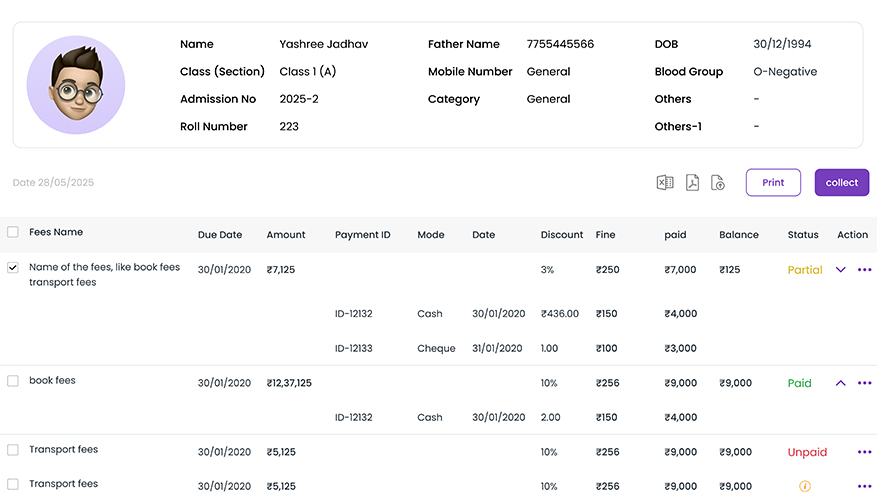 Name Yashree Jadhav Father Name 7755445566 DOB 30/12/1994
Class (Section) Class 1 (A) Mobile Number General Blood Group O-Negative
Admission No 2025-2 Category General Others -
Roll Number 223 Others-1 -
Date 28/05/2025 Print collect
Fees Name Due Date Amount Payment ID Mode Date Discount Fine paid Balance Status Action
Name of the fees, like book fees 30/01/2020 ₹7,125 3% ₹250 ₹7,000 ₹125 Partial
transport fees
ID-12132 Cash 30/01/2020 ₹436.00 ₹150 ₹4,000
ID-12133 Cheque 31/01/2020 1.00 ₹100 ₹3,000
book fees 30/01/2020 ₹12,37,125 10% ₹256 ₹9,000 ₹9,000 Paid
ID-12132 Cash 30/01/2020 2.00 ₹150 ₹4,000
Transport fees 30/01/2020 ₹5,125 10% ₹256 ₹9,000 ₹9,000 Unpaid
Transport fees 30/01/2020 ₹5,125 10% ₹256 ₹9,000 ₹9,000